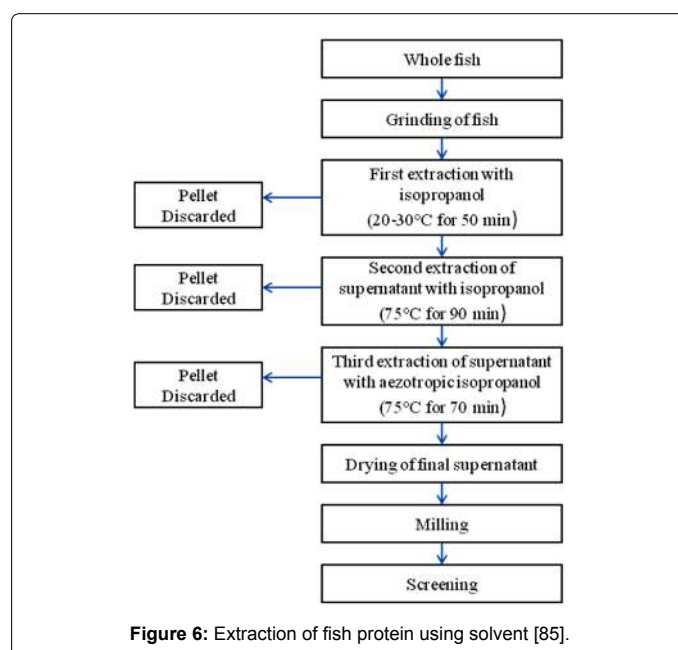 Whole fish
Grinding of fish
First extraction with
isopropanol
(20-30°C for 50 min)
Pellet
Discarded
Second extraction of
supernatant with isopropanol
(75°C for 90 min)
Pellet
Discarded
Third extraction of supernatant
with aezotropic isopropanol
(75°C for 70 min)
Pellet
Discarded
Drying of final supernatant
Milling
Screening
Figure 6: Extraction of fish protein using solvent [85].